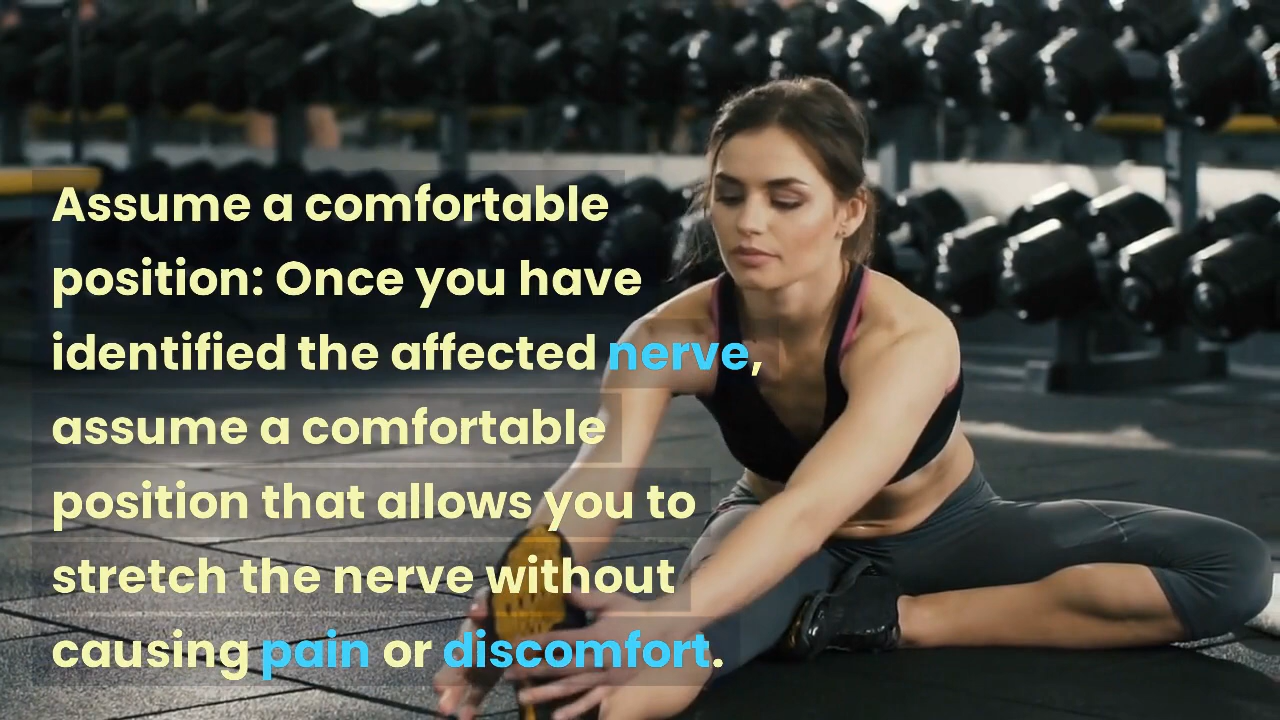 Assume a comfortable
position: Once you have
identified the affected nerve,
assume a comfortable
position that allows you to
stretch the nerve without
causing pain or discomfort.